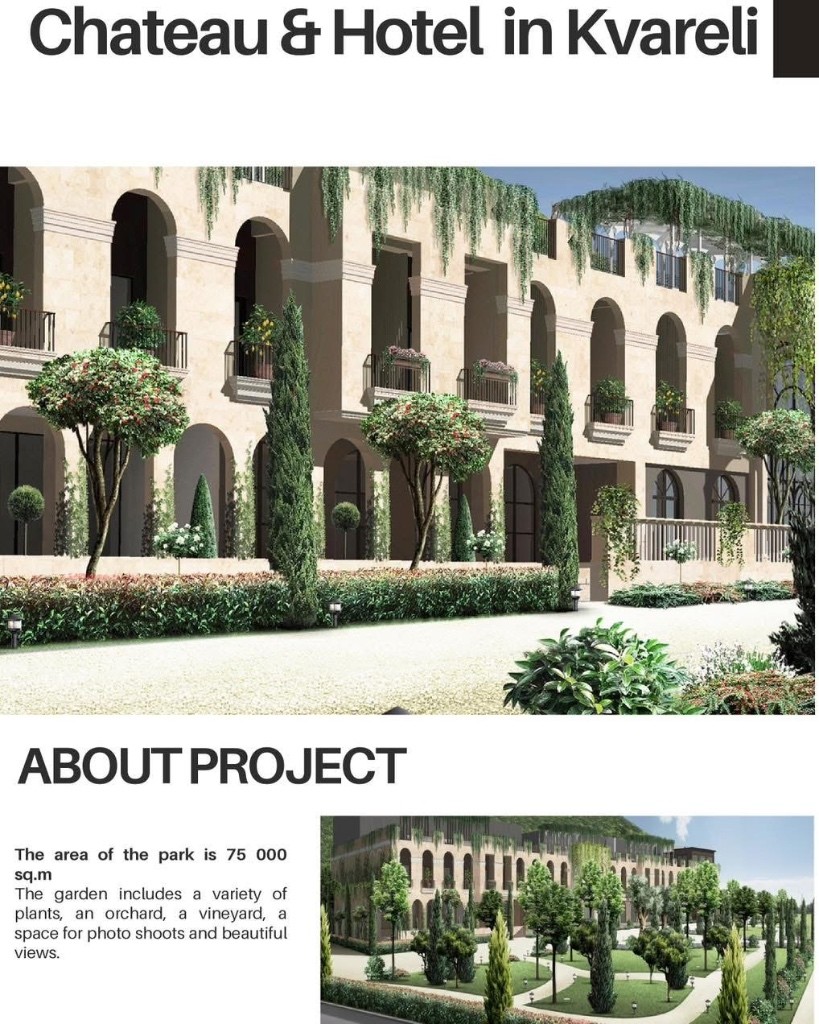 Chateau & Hotel in Kvareli
ABOUT PROJECT
The area of the park is 75 000
sq.m
The garden includes a variety of
plants, an orchard, a vineyard, a
space for photo shoots and beautiful
views.